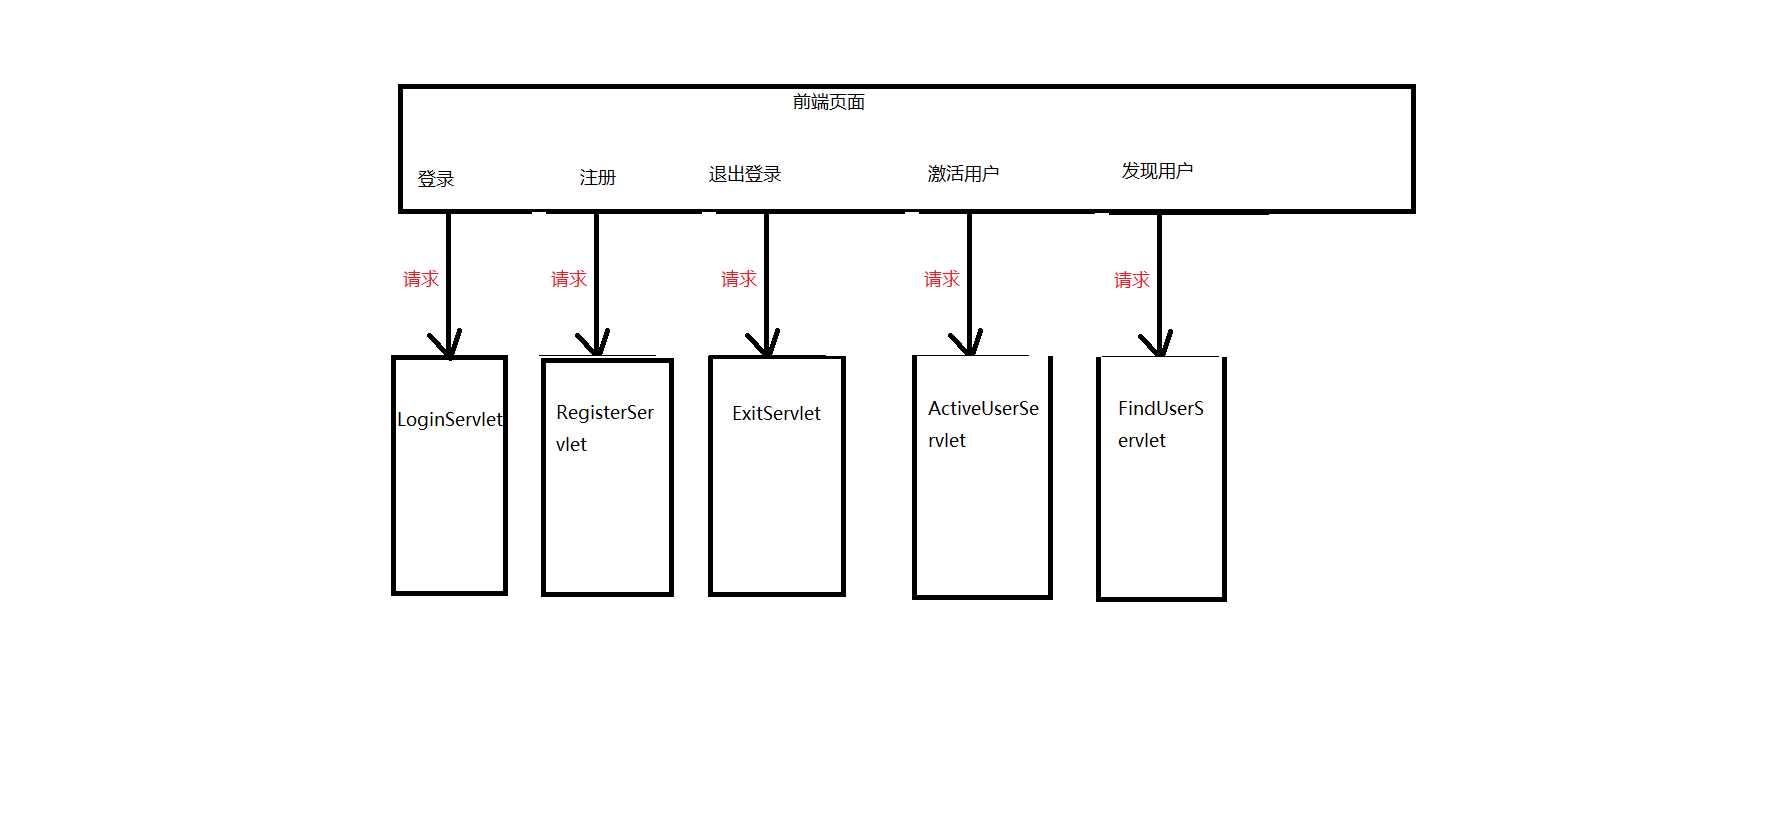 前端页面
登录
注册
退出登录
激活用户
发现用户
请求
请求
请求
请求
请求
LoginServlet
RegisterSer
vlet
ExitServlet
ActiveUserSe
rvlet
FindUserS
ervlet